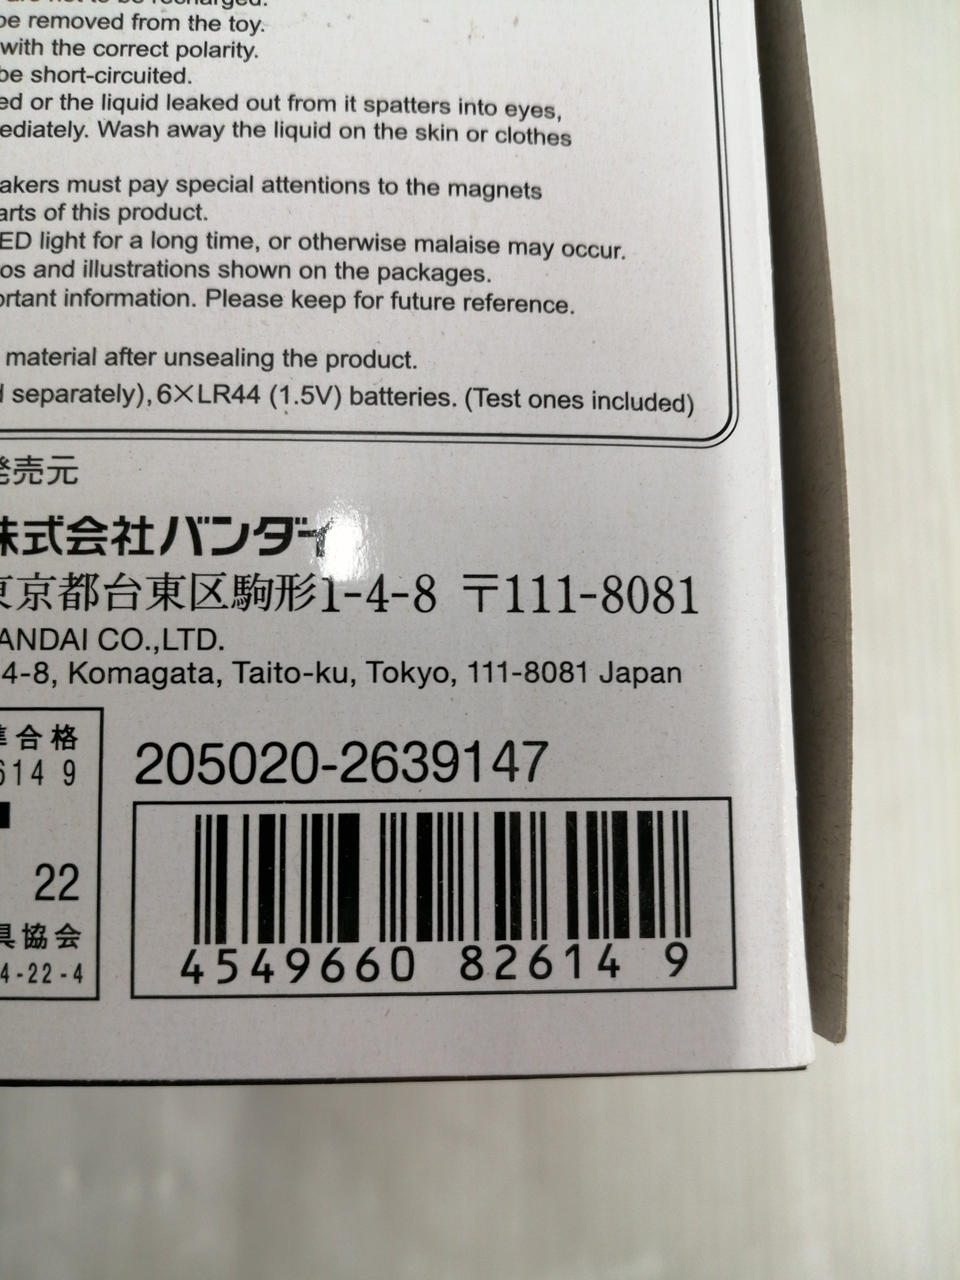 be removed from the toy.
with the correct polarity.
be short-circuited.
ed or the liquid leaked out from it spatters into eyes,
ediately. Wash away the liquid on the skin or clothes
akers must pay special attentions to the magnets
arts of this product.
ED light for a long time, or otherwise malaise may occur.
os and illustrations shown on the packages.
ortant information. Please keep for future reference.
material after unsealing the product.
separately), 6×LR44 (1.5V) batteries. (Test ones included)
発売元
株式会社バンダイ
東京都台東区駒形1-4-8 〒111-8081
ANDAI CO.,LTD.
4-8, Komagata, Taito-ku, Tokyo, 111-8081 Japan
準合格
614 9
22
具協会
4-22-4
205020-2639147
4549660 82614 9